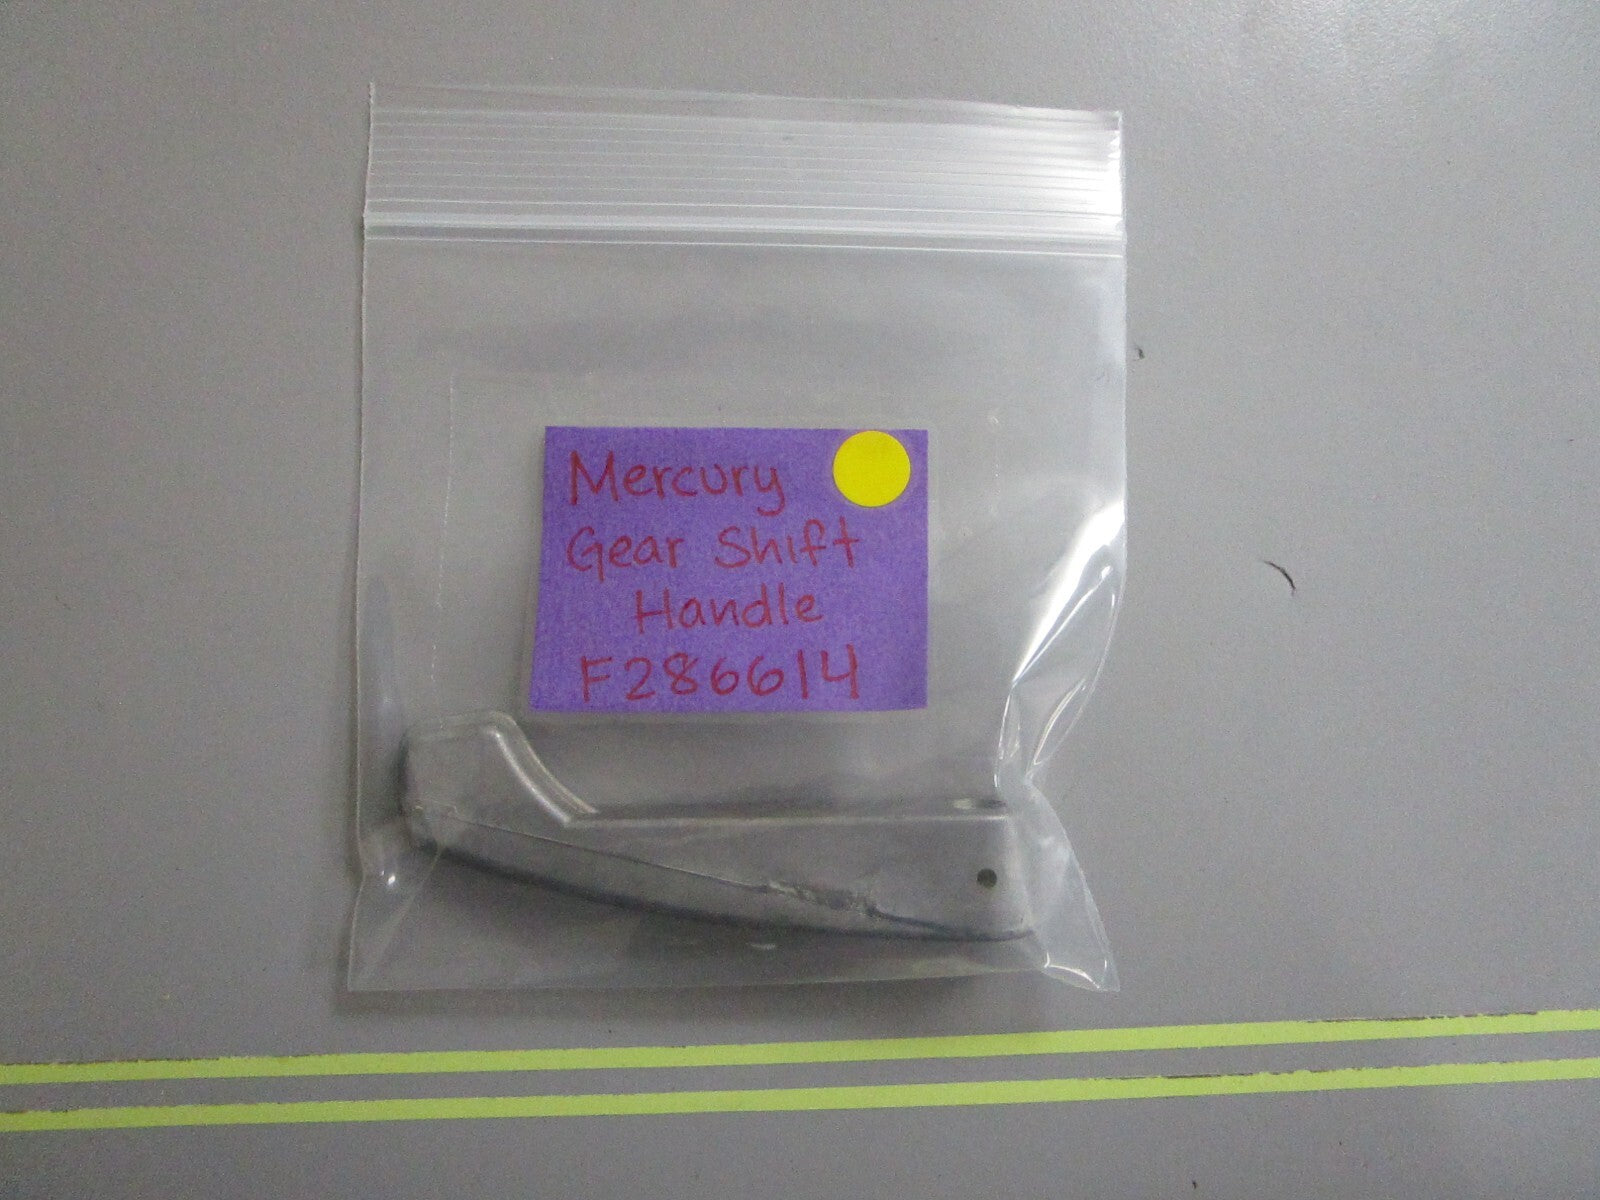 Mercury
Gear Shift
Handle
F286614